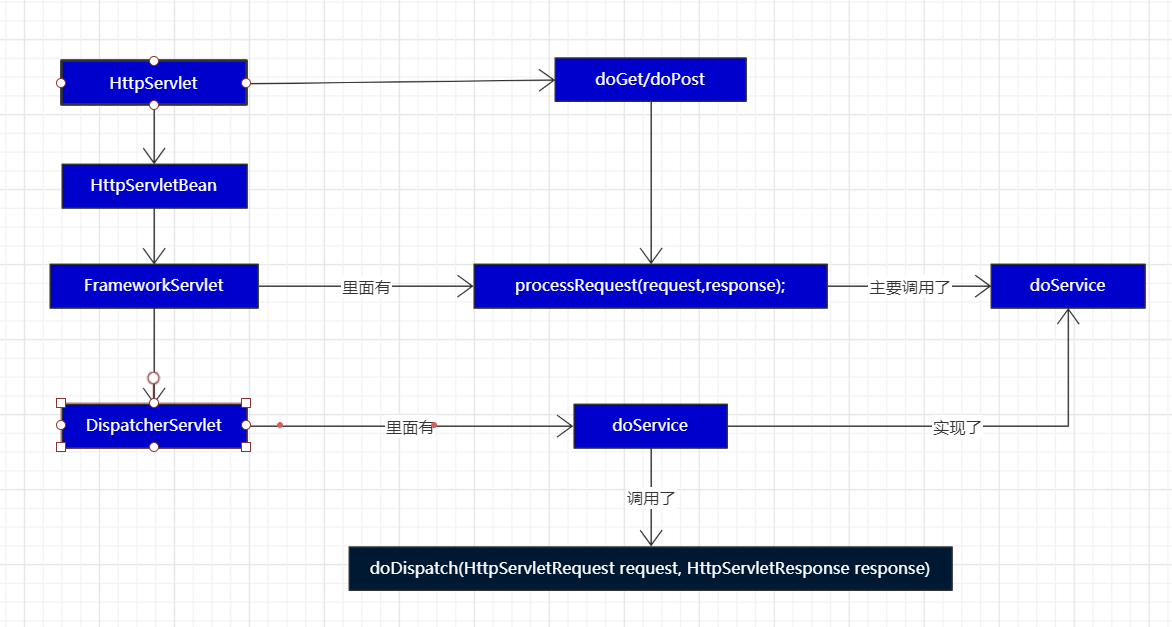 HttpServlet
doGet/doPost
HttpServletBean
FrameworkServlet
里面有
processRequest(request,response);
主要调用了
doService
DispatcherServlet
里面有
doService
实现了
调用了
doDispatch(HttpServletRequest request, HttpServletResponse response)